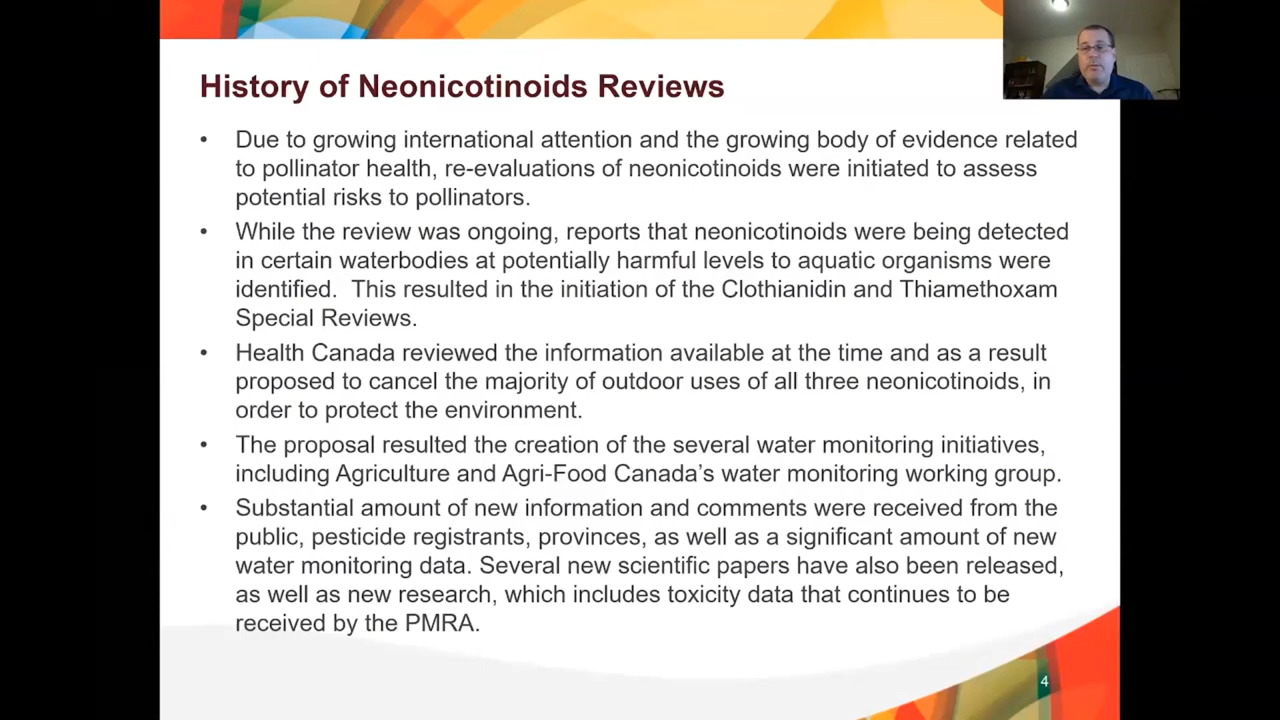 History of Neonicotinoids Reviews
• Due to growing international attention and the growing body of evidence related
to pollinator health, re-evaluations of neonicotinoids were initiated to assess
potential risks to pollinators.
• While the review was ongoing, reports that neonicotinoids were being detected
in certain waterbodies at potentially harmful levels to aquatic organisms were
identified.  This resulted in the initiation of the Clothianidin and Thiamethoxam
Special Reviews.
• Health Canada reviewed the information available at the time and as a result
proposed to cancel the majority of outdoor uses of all three neonicotinoids, in
order to protect the environment.
• The proposal resulted the creation of the several water monitoring initiatives,
including Agriculture and Agri-Food Canada’s water monitoring working group.
• Substantial amount of new information and comments were received from the
public, pesticide registrants, provinces, as well as a significant amount of new
water monitoring data. Several new scientific papers have also been released,
as well as new research, which includes toxicity data that continues to be
received by the PMRA.
4